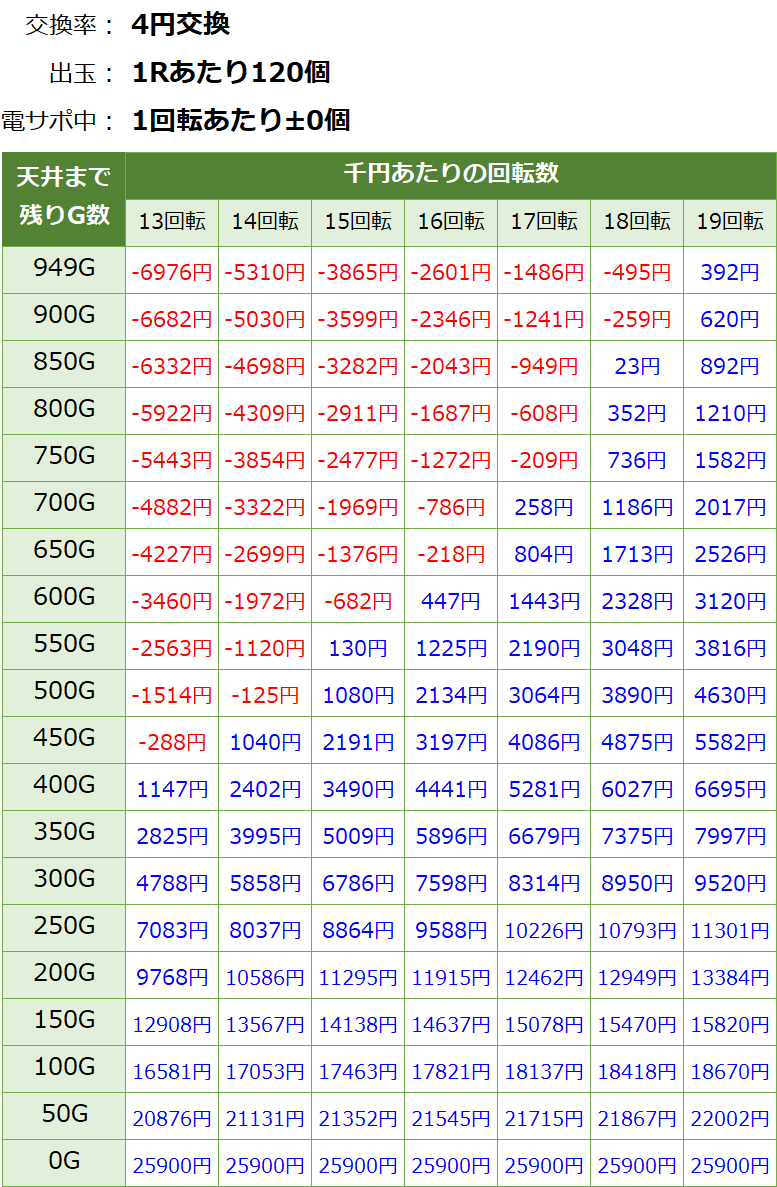 交換率： 4円交換
出玉： 1Rあたり120個
電サポ中： 1回転あたり±0個
天井まで
残りG数
千円あたりの回転数
13回転 14回転 15回転 16回転 17回転 18回転 19回転
949G -6976円 -5310円 -3865円 -2601円 -1486円 -495円 392円
900G -6682円 -5030円 -3599円 -2346円 -1241円 -259円 620円
850G -6332円 -4698円 -3282円 -2043円 -949円 23円 892円
800G -5922円 -4309円 -2911円 -1687円 -608円 352円 1210円
750G -5443円 -3854円 -2477円 -1272円 -209円 736円 1582円
700G -4882円 -3322円 -1969円 -786円 258円 1186円 2017円
650G -4227円 -2699円 -1376円 -218円 804円 1713円 2526円
600G -3460円 -1972円 -682円 447円 1443円 2328円 3120円
550G -2563円 -1120円 130円 1225円 2190円 3048円 3816円
500G -1514円 -125円 1080円 2134円 3064円 3890円 4630円
450G -288円 1040円 2191円 3197円 4086円 4875円 5582円
400G 1147円 2402円 3490円 4441円 5281円 6027円 6695円
350G 2825円 3995円 5009円 5896円 6679円 7375円 7997円
300G 4788円 5858円 6786円 7598円 8314円 8950円 9520円
250G 7083円 8037円 8864円 9588円 10226円 10793円 11301円
200G 9768円 10586円 11295円 11915円 12462円 12949円 13384円
150G 12908円 13567円 14138円 14637円 15078円 15470円 15820円
100G 16581円 17053円 17463円 17821円 18137円 18418円 18670円
50G 20876円 21131円 21352円 21545円 21715円 21867円 22002円
0G 25900円 25900円 25900円 25900円 25900円 25900円 25900円